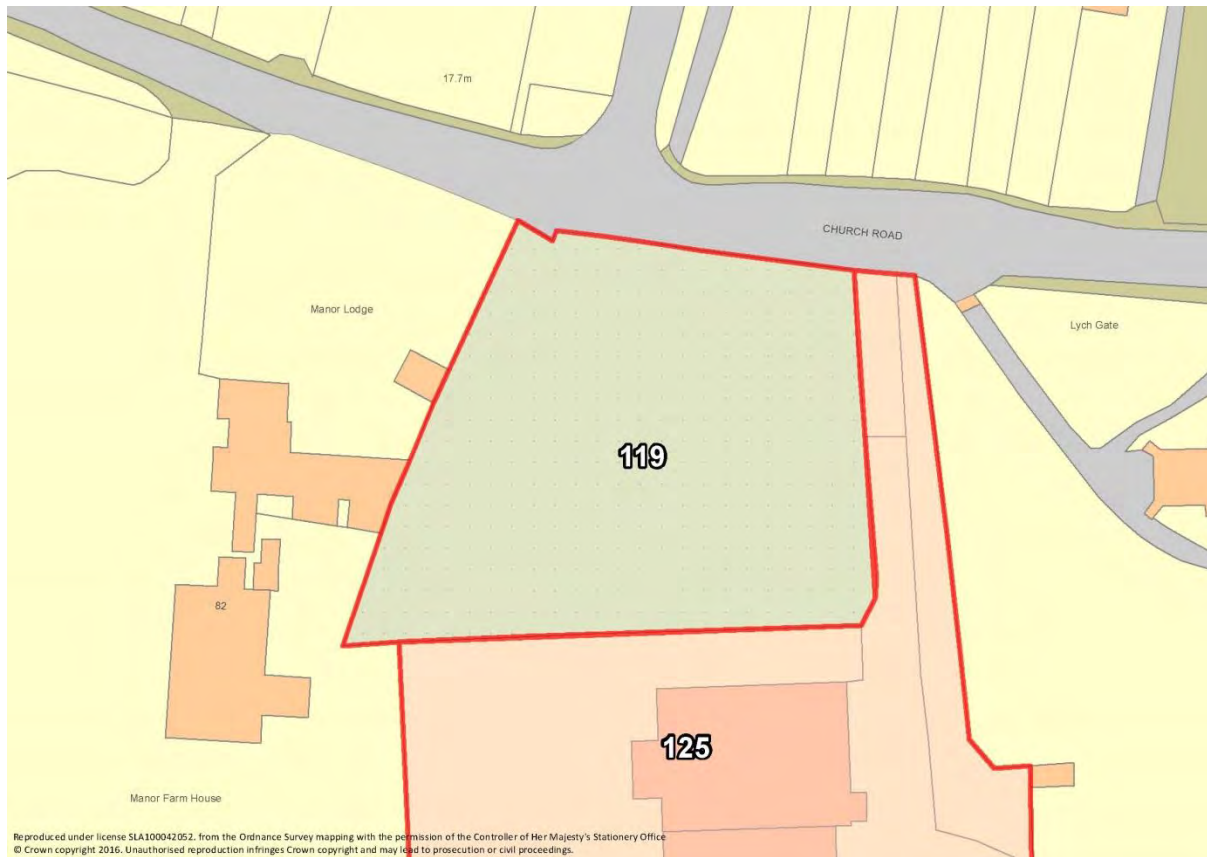 17.7m
CHURCH ROAD
Manor Lodge
Lych Gate
119
82
125
Manor Farm House
Reproduced under license SLA100042052. from the Ordnance Survey mapping with the permission of the Controller of Her Majesty's Stationery Office
© Crown copyright 2016. Unauthorised reproduction infringes Crown copyright and may lead to prosecution or civil proceedings.